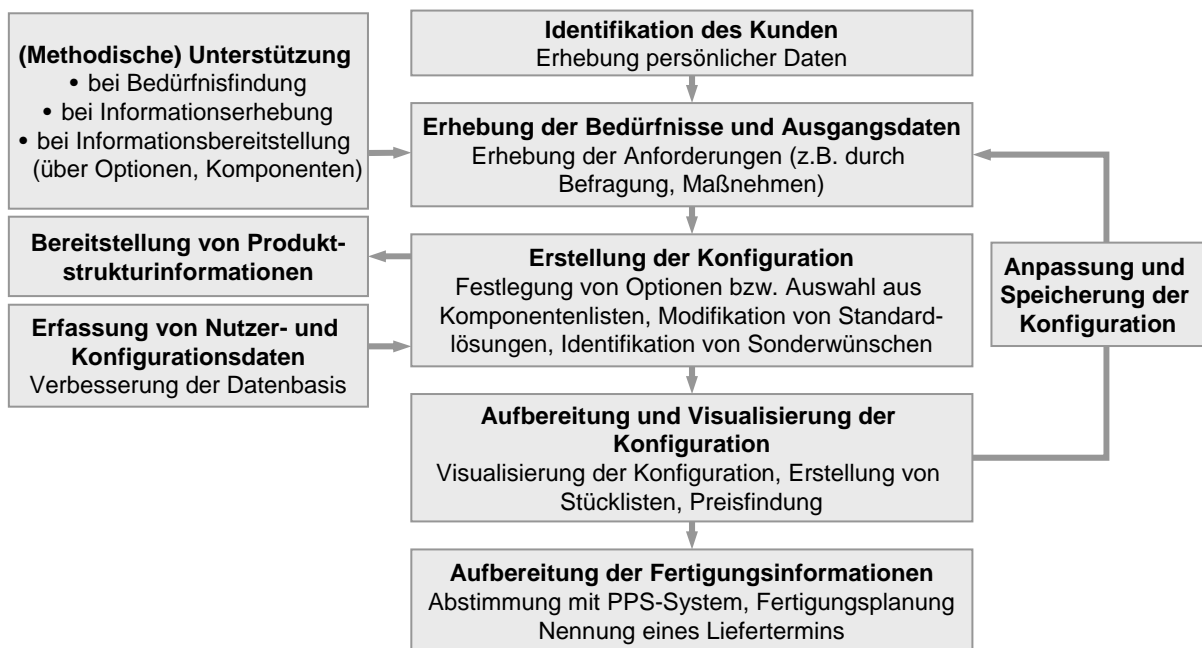 (Methodische) Unterstützung
• bei Bedürfnisfindung
• bei Informationserhebung
• bei Informationsbereitstellung
(über Optionen, Komponenten)
Identifikation des Kunden
Erhebung persönlicher Daten
Erhebung der Bedürfnisse und Ausgangsdaten
Erhebung der Anforderungen (z.B. durch
Befragung, Maßnehmen)
Bereitstellung von Produkt-
strukturinformationen
Erfassung von Nutzer- und
Konfigurationsdaten
Verbesserung der Datenbasis
Erstellung der Konfiguration
Festlegung von Optionen bzw. Auswahl aus
Komponentenlisten, Modifikation von Standard-
lösungen, Identifikation von Sonderwünschen
Anpassung und
Speicherung der
Konfiguration
Aufbereitung und Visualisierung der
Konfiguration
Visualisierung der Konfiguration, Erstellung von
Stücklisten, Preisfindung
Aufbereitung der Fertigungsinformationen
Abstimmung mit PPS-System, Fertigungsplanung
Nennung eines Liefertermins